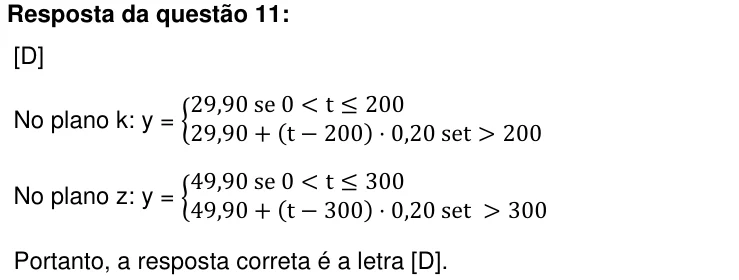 Resposta da questão 11:
[D]
No plano k: y = {29,90 se 0 < t ≤ 200
29,90 + (t − 200) · 0,20 set > 200
No plano z: y = {49,90 se 0 < t ≤ 300
49,90 + (t − 300) · 0,20 set > 300
Portanto, a resposta correta é a letra [D].